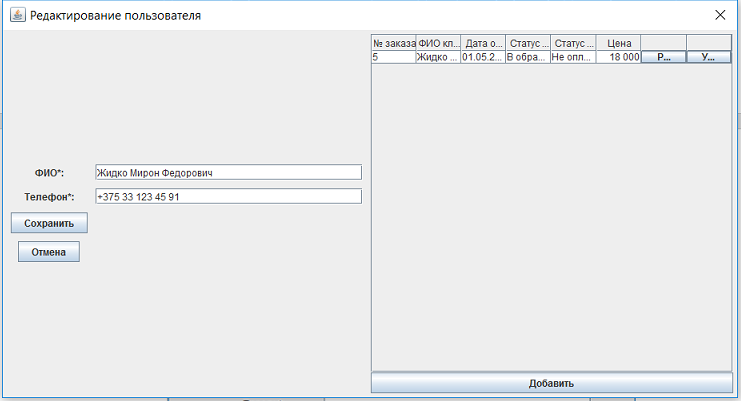 Редактирование пользователя
№ заказа ФИО кл... Дата о... Статус ... Статус ... Цена
5 Жидко ... 01.05.2... В обра... Не опл... 18 000 Р... У...
ФИО*: Жидко Мирон Федорович
Телефон*: +375 33 123 45 91
Сохранить
Отмена
Добавить